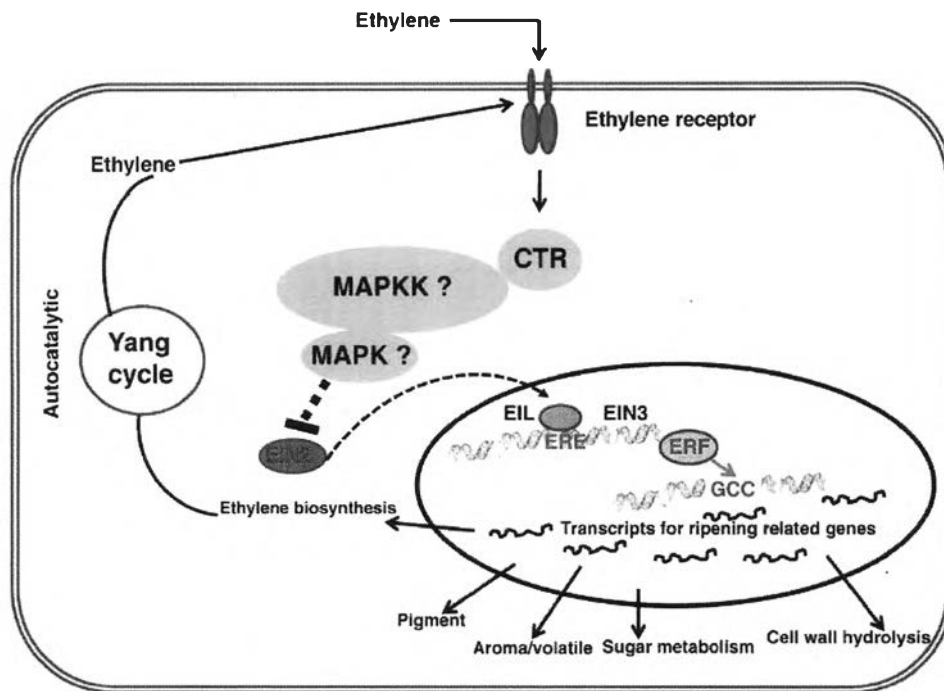 Ethylene
Ethylene receptor
Ethylene
CTR
MAPKK ?
MAPK ?
Autocatalytic
Yang
cycle
EIN2
EIL
EIN3
ERE
ERF
GCC
Ethylene biosynthesis
Transcripts for ripening related genes
Pigment
Aroma/volatile
Sugar metabolism
Cell wall hydrolysis